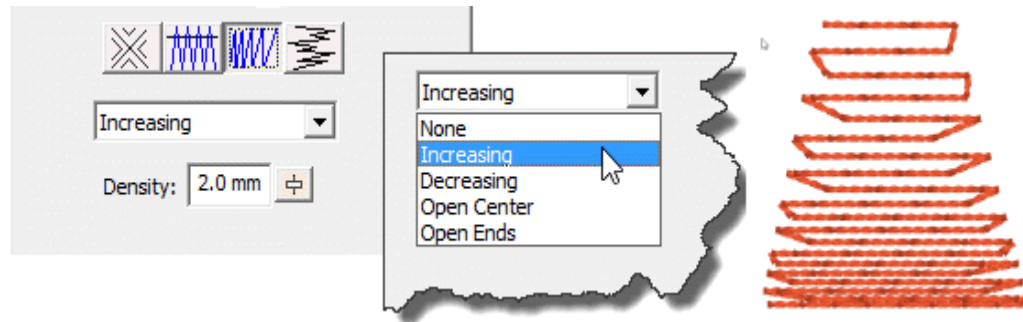 Increasing
Density: 2.0 mm
Increasing
None
Increasing
Decreasing
Open Center
Open Ends